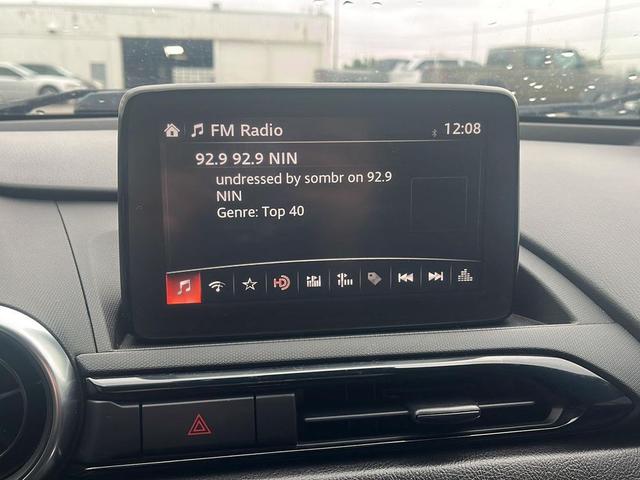 FM Radio
12:08
92.9 92.9 NIN
undressed by sombr on 92.9
NIN
Genre: Top 40
HD